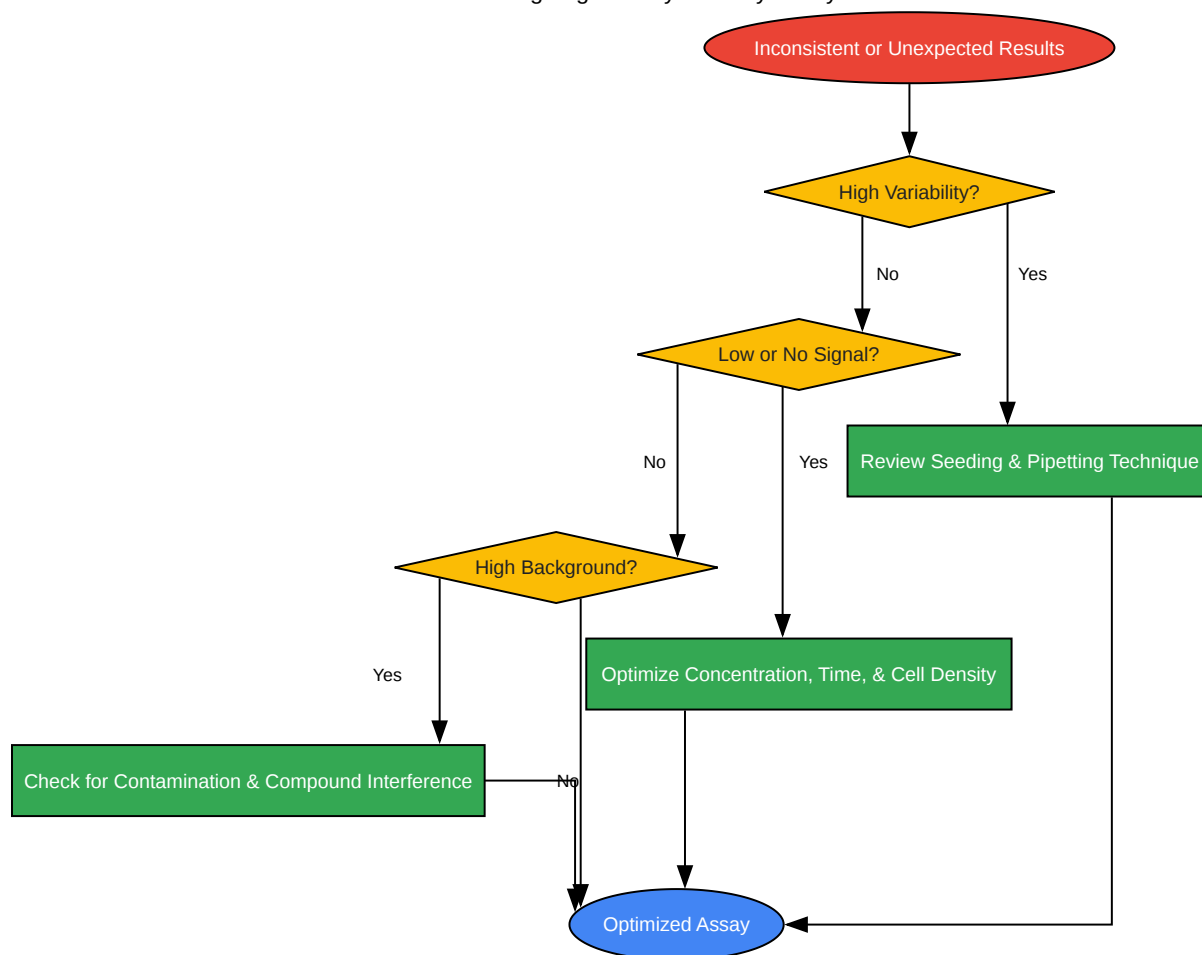 Inconsistent or Unexpected Results
High Variability?
No
Yes
Low or No Signal?
No
Yes
Review Seeding & Pipetting Technique
High Background?
Yes
Optimize Concentration, Time, & Cell Density
Check for Contamination & Compound Interference
No
Optimized Assay